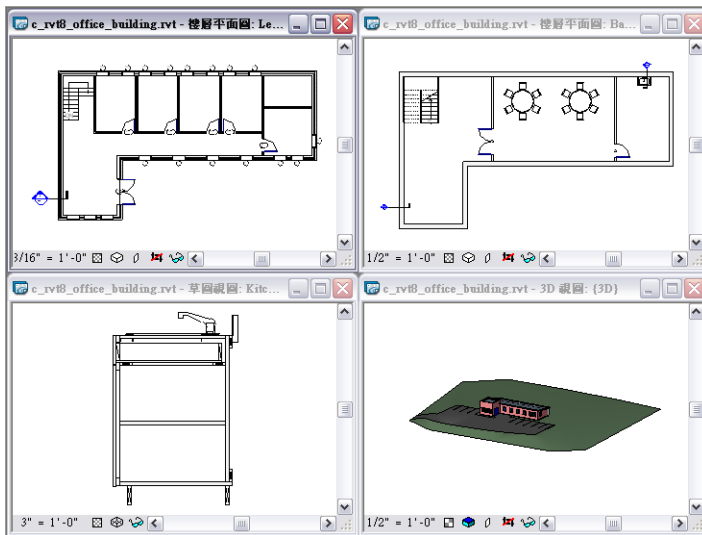 c_rvt8_office_building.rvt - 樓層平面圖: Le...
c_rvt8_office_building.rvt - 樓層平面圖: Ba...
3/16" = 1'-0"
1/2" = 1'-0"
c_rvt8_office_building.rvt - 草圖視圖: Kitc...
c_rvt8_office_building.rvt - 3D 視圖: {3D}
3" = 1'-0"
1/2" = 1'-0"